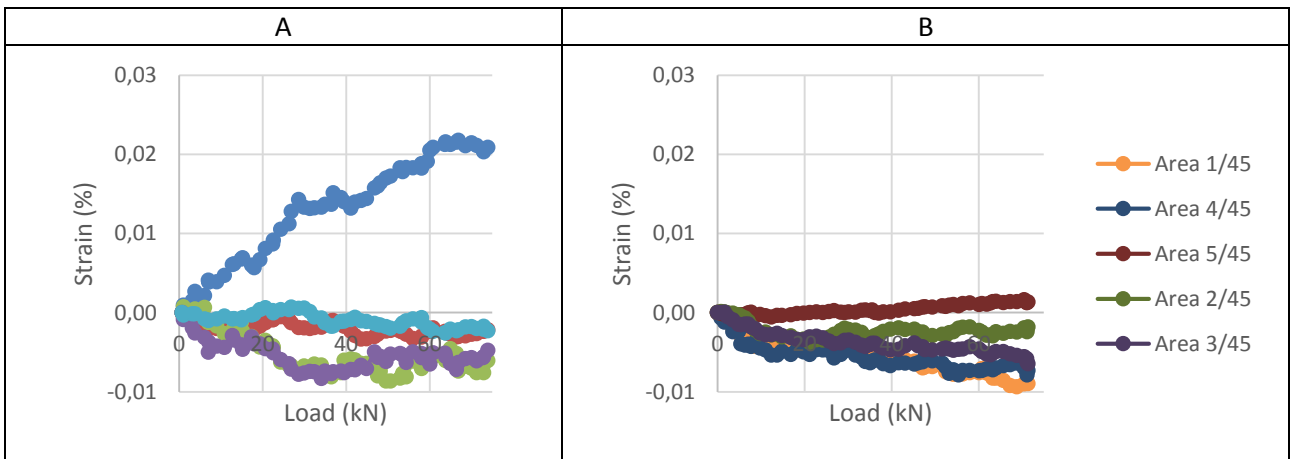 A
B
0,03
0,02
0,01
0,00
-0,01
0
20
40
60
Strain (%)
Load (kN)
0,03
0,02
0,01
0,00
-0,01
0
20
40
60
Strain (%)
Load (kN)
Area 1/45
Area 4/45
Area 5/45
Area 2/45
Area 3/45